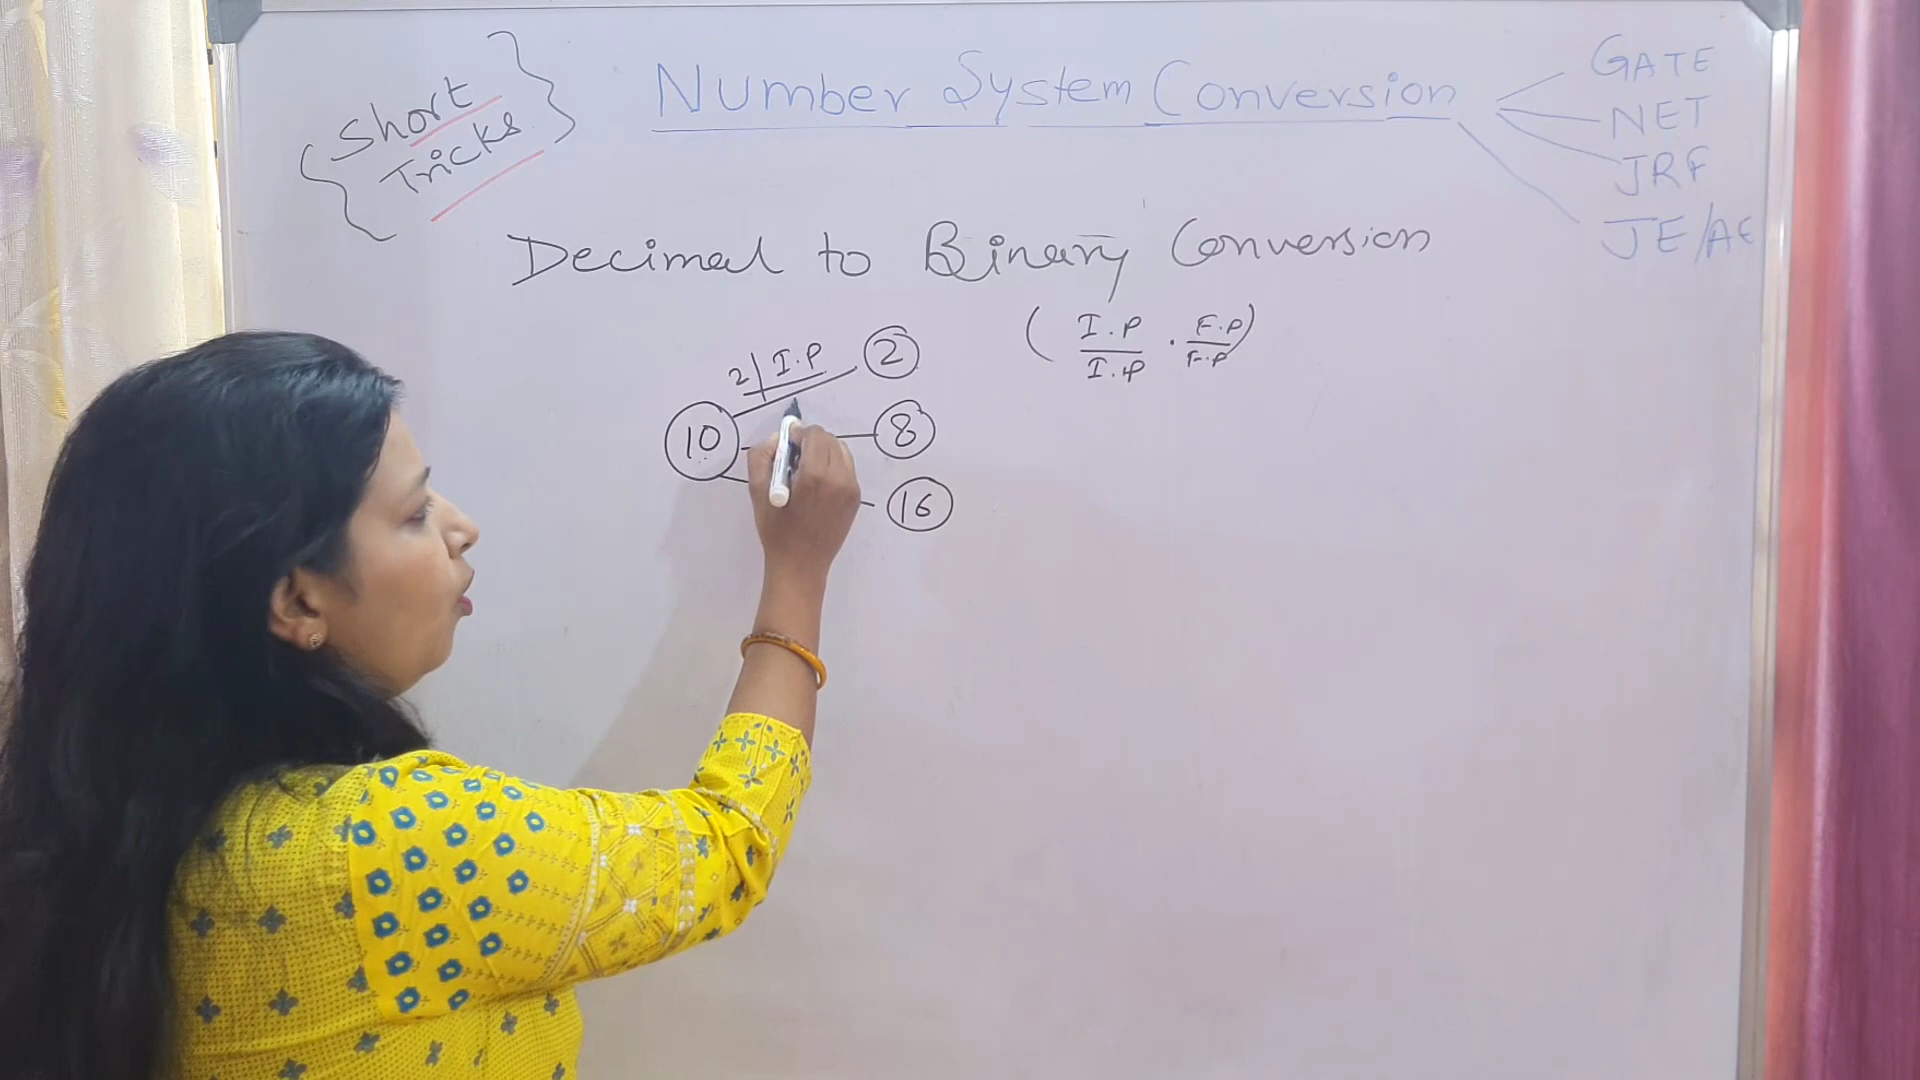 {Short
Tricks}
Number System Conversion
GATE
NET
JRF
JE/AE
Decimal to Binary Conversion
(I.P . F.P)
I.P F.P
2| I.P
2
10
8
16